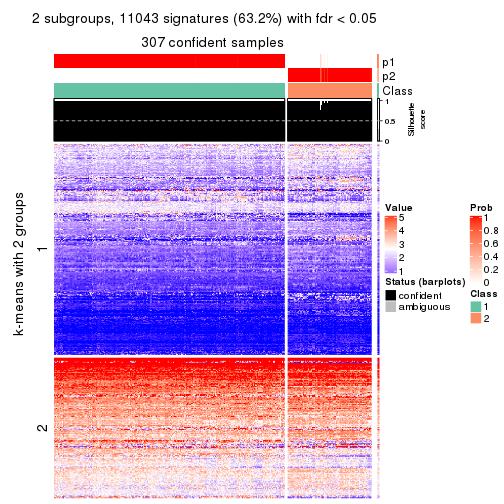 2 subgroups, 11043 signatures (63.2%) with fdr < 0.05
307 confident samples
p1
p2
Class
1
0.5
0
Silhouette
score
k-means with 2 groups
1
2
Value
5
4
3
2
1
Status (barplots)
confident
ambiguous
Prob
1
0.8
0.6
0.4
0.2
0
Class
1
2